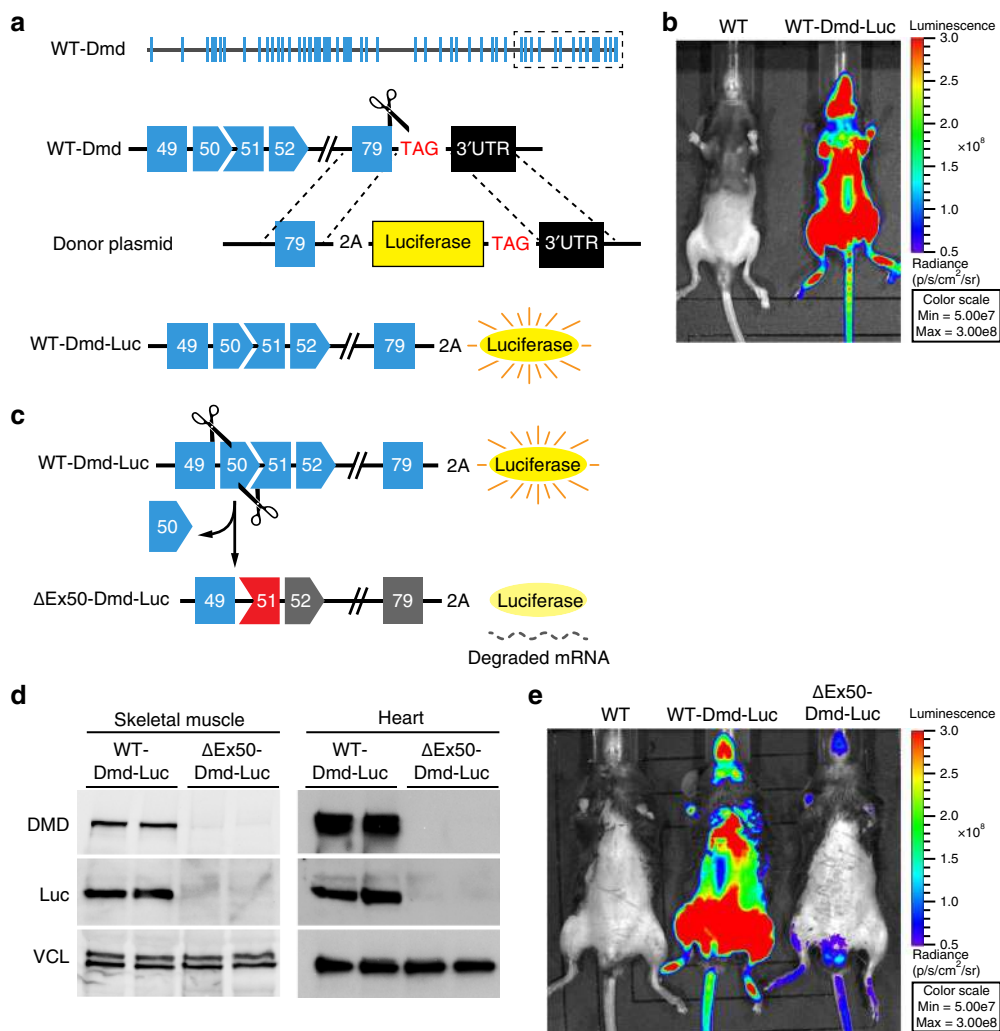 a
WT-Dmd
WT-Dmd
49 50 51 52 79 TAG 3′UTR
Donor plasmid
79 2A Luciferase TAG 3′UTR
WT-Dmd-Luc
49 50 51 52 79 2A Luciferase
b
WT WT-Dmd-Luc
Luminescence
3.0
2.5
2.0
×10⁸
1.5
1.0
0.5
Radiance
(p/s/cm²/sr)
Color scale
Min = 5.00e7
Max = 3.00e8
c
WT-Dmd-Luc
49 50 51 52 79 2A Luciferase
50
ΔEx50-Dmd-Luc
49 51 52 79 2A Luciferase
Degraded mRNA
d
Skeletal muscle Heart
WT-
Dmd-Luc
ΔEx50-
Dmd-Luc
WT-
Dmd-Luc
ΔEx50-
Dmd-Luc
DMD
Luc
VCL
e
WT WT-Dmd-Luc
ΔEx50-
Dmd-Luc
Luminescence
3.0
2.5
2.0
×10⁸
1.5
1.0
0.5
Radiance
(p/s/cm²/sr)
Color scale
Min = 5.00e7
Max = 3.00e8